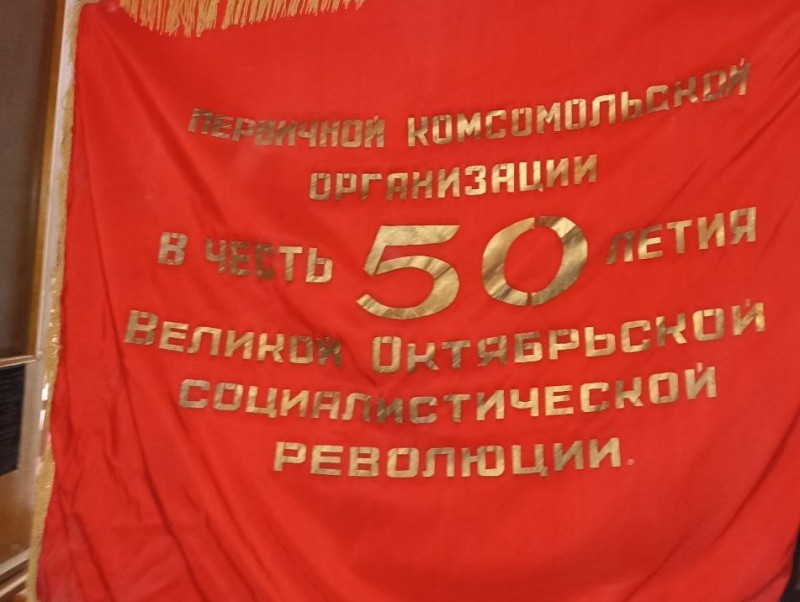 ПЕРВИЧНОЙ КОМСОМОЛЬСКОЙ
ОРГАНИЗАЦИИ
В ЧЕСТЬ 50 ЛЕТИЯ
ВЕЛИКОЙ ОКТЯБРЬСКОЙ
СОЦИАЛИСТИЧЕСКОЙ
РЕВОЛЮЦИИ.